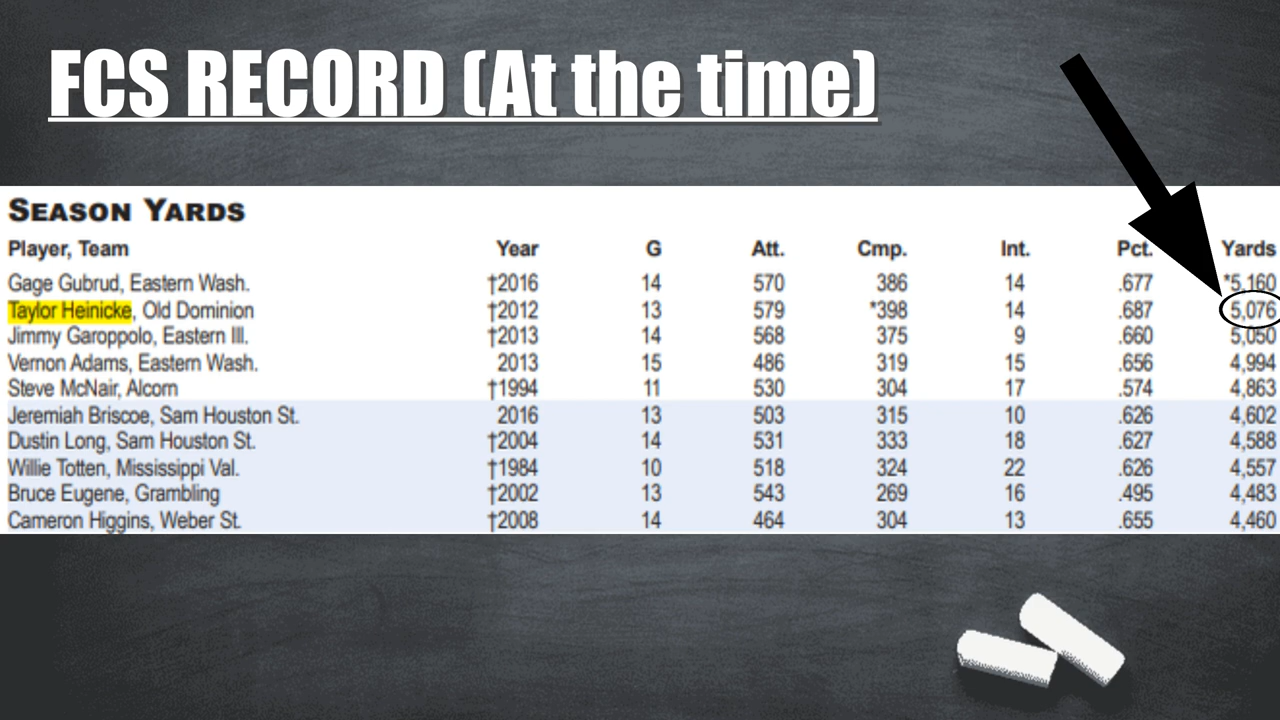 FCS RECORD (At the time)
SEASON YARDS
Player, Team Year G Att. Cmp. Int. Pct. Yards
Gage Gubrud, Eastern Wash. †2016 14 570 386 14 .677 *5,160
Taylor Heinicke, Old Dominion †2012 13 579 *398 14 .687 5,076
Jimmy Garoppolo, Eastern Ill. †2013 14 568 375 9 .660 5,050
Vernon Adams, Eastern Wash. 2013 15 486 319 15 .656 4,994
Steve McNair, Alcorn †1994 11 530 304 17 .574 4,863
Jeremiah Briscoe, Sam Houston St. 2016 13 503 315 10 .626 4,602
Dustin Long, Sam Houston St. †2004 14 531 333 18 .627 4,588
Willie Totten, Mississippi Val. †1984 10 518 324 22 .626 4,557
Bruce Eugene, Grambling †2002 13 543 269 16 .495 4,483
Cameron Higgins, Weber St. †2008 14 464 304 13 .655 4,460